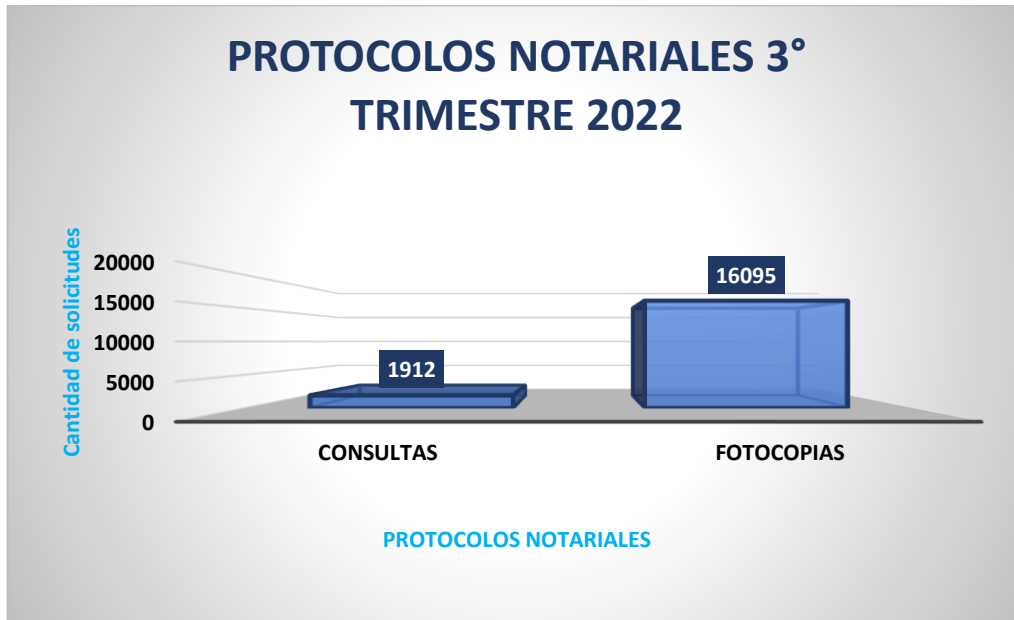 PROTOCOLOS NOTARIALES 3°
TRIMESTRE 2022
Cantidad de solicitudes
20000
15000
10000
5000
0
1912
16095
CONSULTAS
FOTOCOPIAS
PROTOCOLOS NOTARIALES